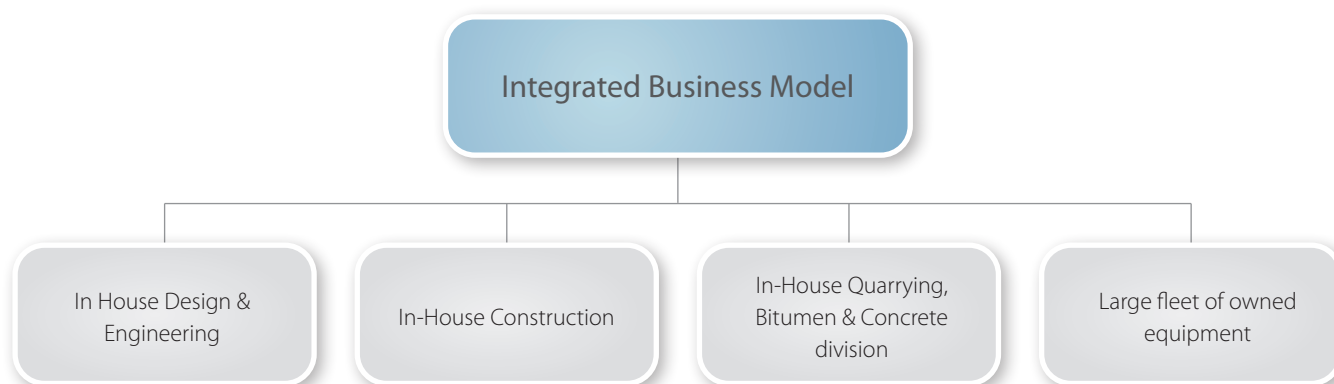 Integrated Business Model
In House Design &
Engineering
In-House Construction
In-House Quarrying,
Bitumen & Concrete
division
Large fleet of owned
equipment